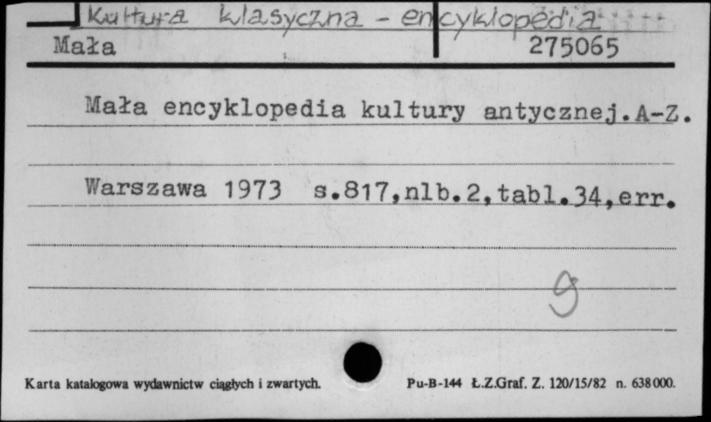 Kultura klasyczna - encyklopedia
Mała 275065
Mała encyklopedia kultury antycznej.A-Z.
Warszawa 1973 s.817,nlb.2,tabl.34,err.
g
Karta katalogowa wydawnictw ciągłych i zwartych. Pu-B-144 Ł.Z.Graf. Z. 120/15/82 n. 638000.